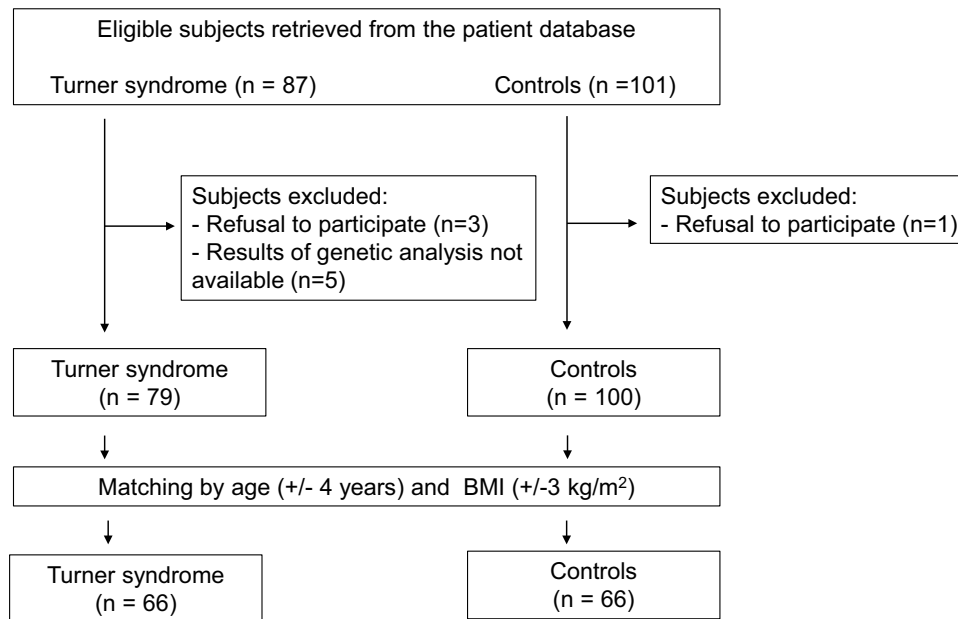 Eligible subjects retrieved from the patient database
Turner syndrome (n = 87)
Controls (n =101)
Subjects excluded:
- Refusal to participate (n=3)
- Results of genetic analysis not
available (n=5)
Subjects excluded:
- Refusal to participate (n=1)
Turner syndrome
(n = 79)
Controls
(n = 100)
Matching by age (+/- 4 years) and  BMI (+/-3 kg/m²)
Turner syndrome
(n = 66)
Controls
(n = 66)